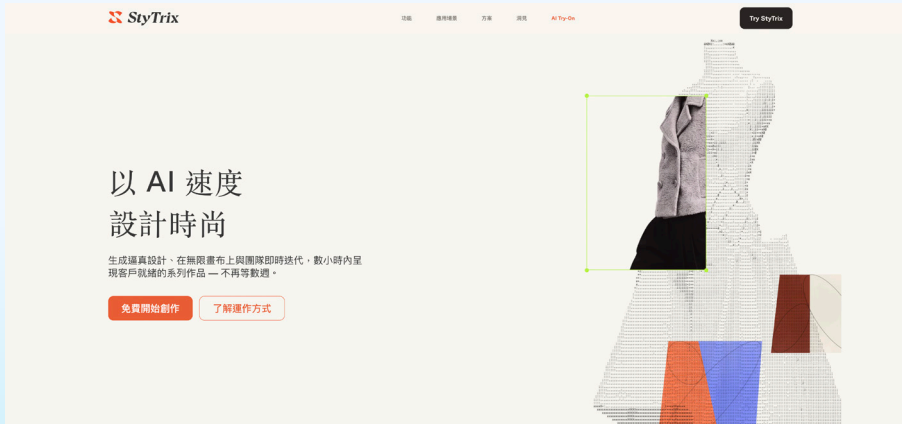 StyTrix
功能
應用場景
方案
洞見
AI Try-On
Try StyTrix
以 AI 速度
設計時尚
生成逼真設計、在無限畫布上與團隊即時迭代，數小時內呈
現客戶就緒的系列作品 — 不再等數週。
免費開始創作
了解運作方式